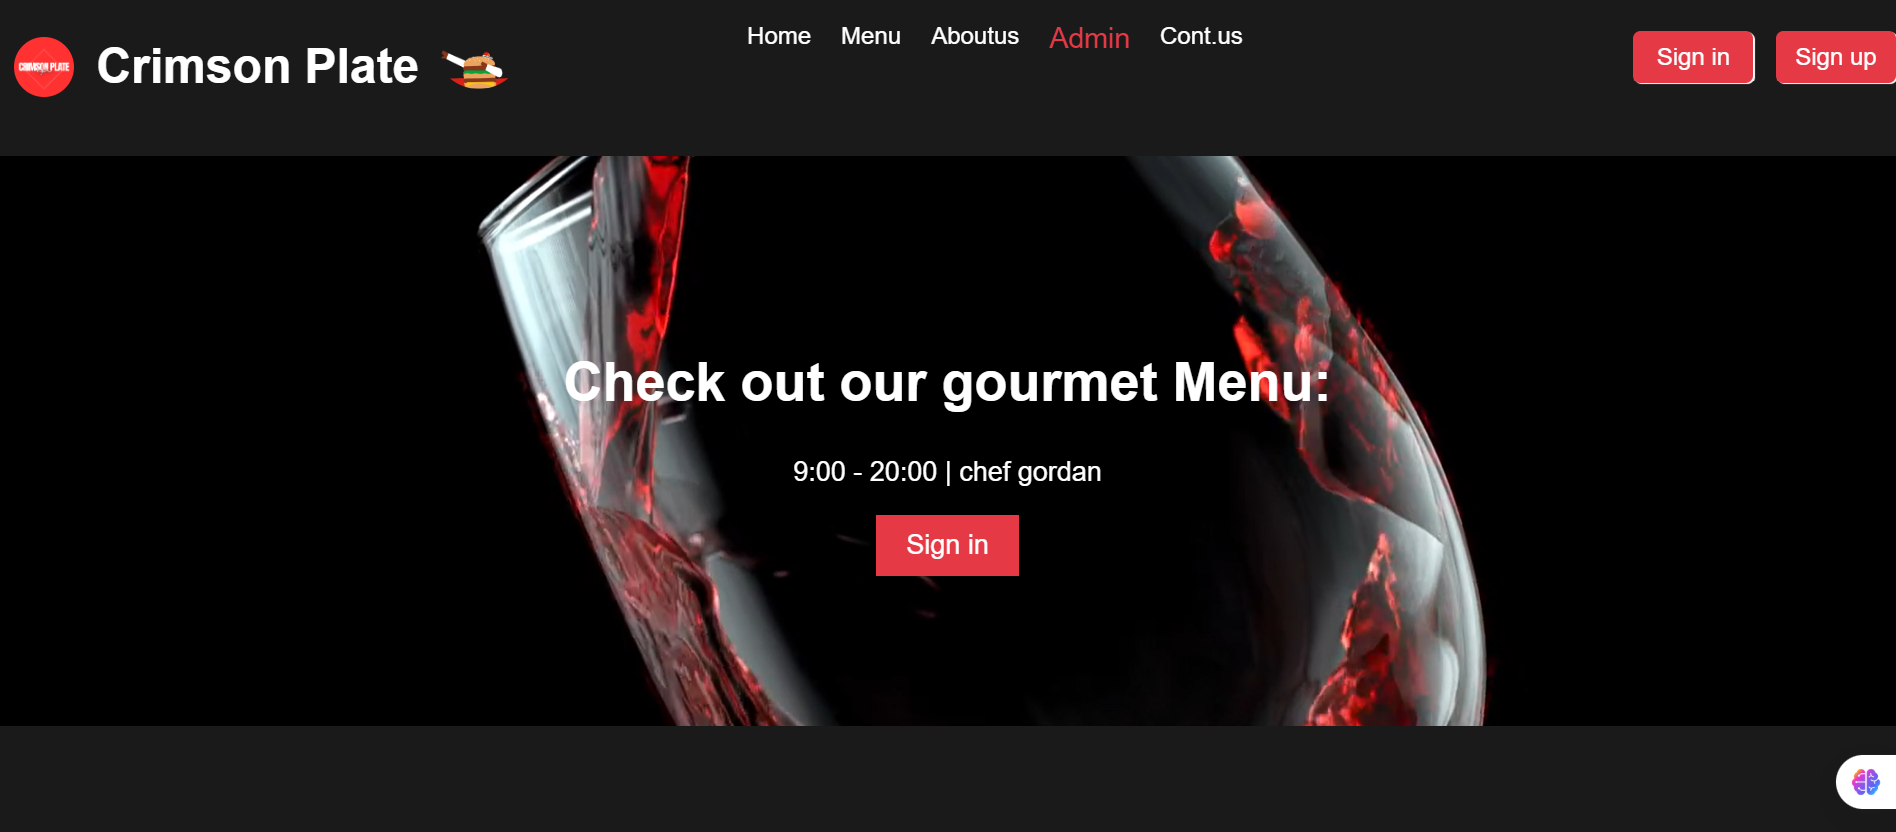 CRIMSON PLATE
Crimson Plate
Home Menu Aboutus Admin Cont.us
Sign in Sign up
Check out our gourmet Menu:
9:00 - 20:00 | chef gordan
Sign in